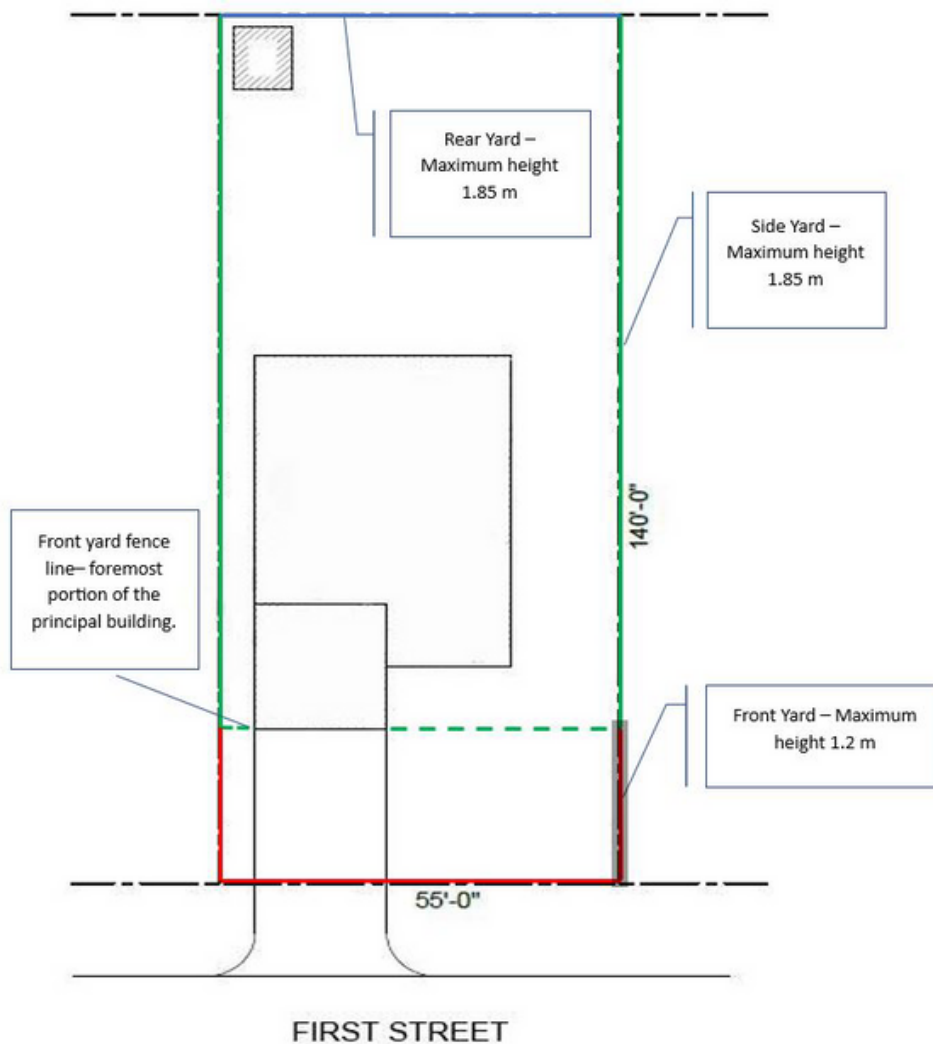 Rear Yard –
Maximum height
1.85 m
Side Yard –
Maximum height
1.85 m
140'-0"
Front yard fence
line– foremost
portion of the
principal building.
Front Yard – Maximum
height 1.2 m
55'-0"
FIRST STREET